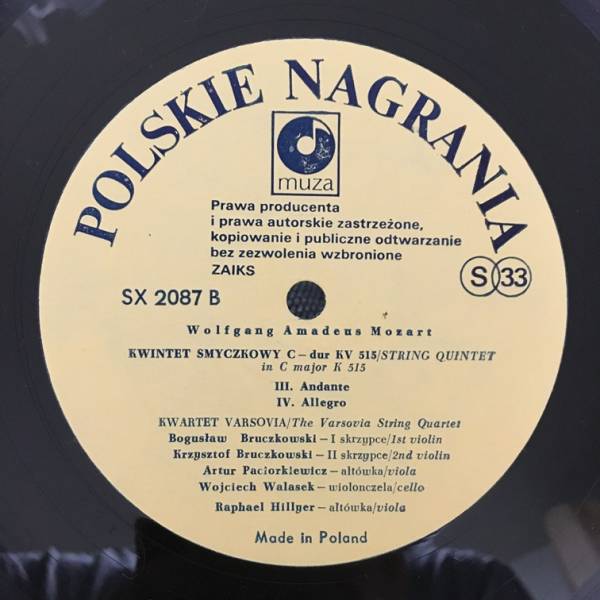 POLSKIE NAGRANIA
muza
Prawa producenta
i prawa autorskie zastrzeżone,
kopiowanie i publiczne odtwarzanie
bez zezwolenia wzbronione
ZAIKS
S 33
SX 2087 B
Wolfgang Amadeus Mozart
KWINTET SMYCZKOWY C – dur KV 515/STRING QUINTET
in C major K 515
III. Andante
IV. Allegro
KWARTET VARSOVIA/The Varsovia String Quartet
Bogusław Bruczkowski – I skrzypce/1st violin
Krzysztof Bruczkowski – II skrzypce/2nd violin
Artur Paciorkiewicz – altówka/viola
Wojciech Walasek – wiolonczela/cello
Raphael Hillyer – altówka/viola
Made in Poland